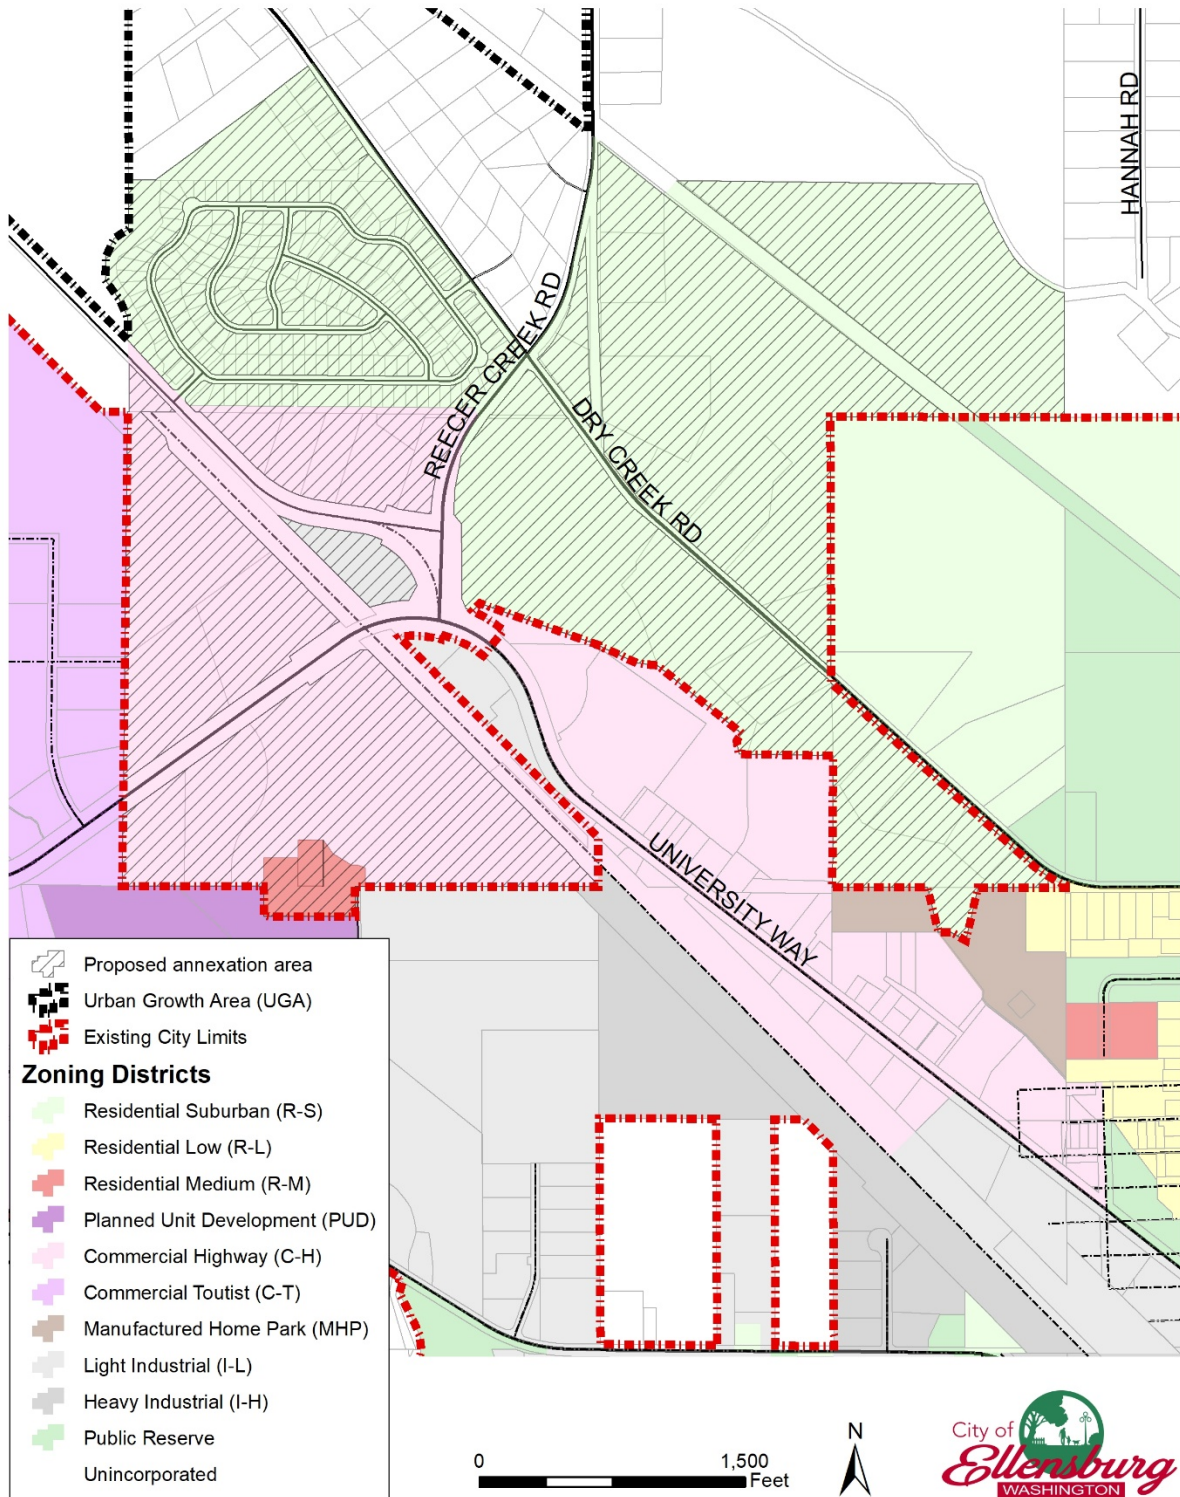 HANNAH RD
REECER CREEK RD
DRY CREEK RD
UNIVERSITY WAY
Proposed annexation area
Urban Growth Area (UGA)
Existing City Limits
Zoning Districts
Residential Suburban (R-S)
Residential Low (R-L)
Residential Medium (R-M)
Planned Unit Development (PUD)
Commercial Highway (C-H)
Commercial Toutist (C-T)
Manufactured Home Park (MHP)
Light Industrial (I-L)
Heavy Industrial (I-H)
Public Reserve
Unincorporated
0 1,500
Feet
N
City of
Ellensburg
WASHINGTON